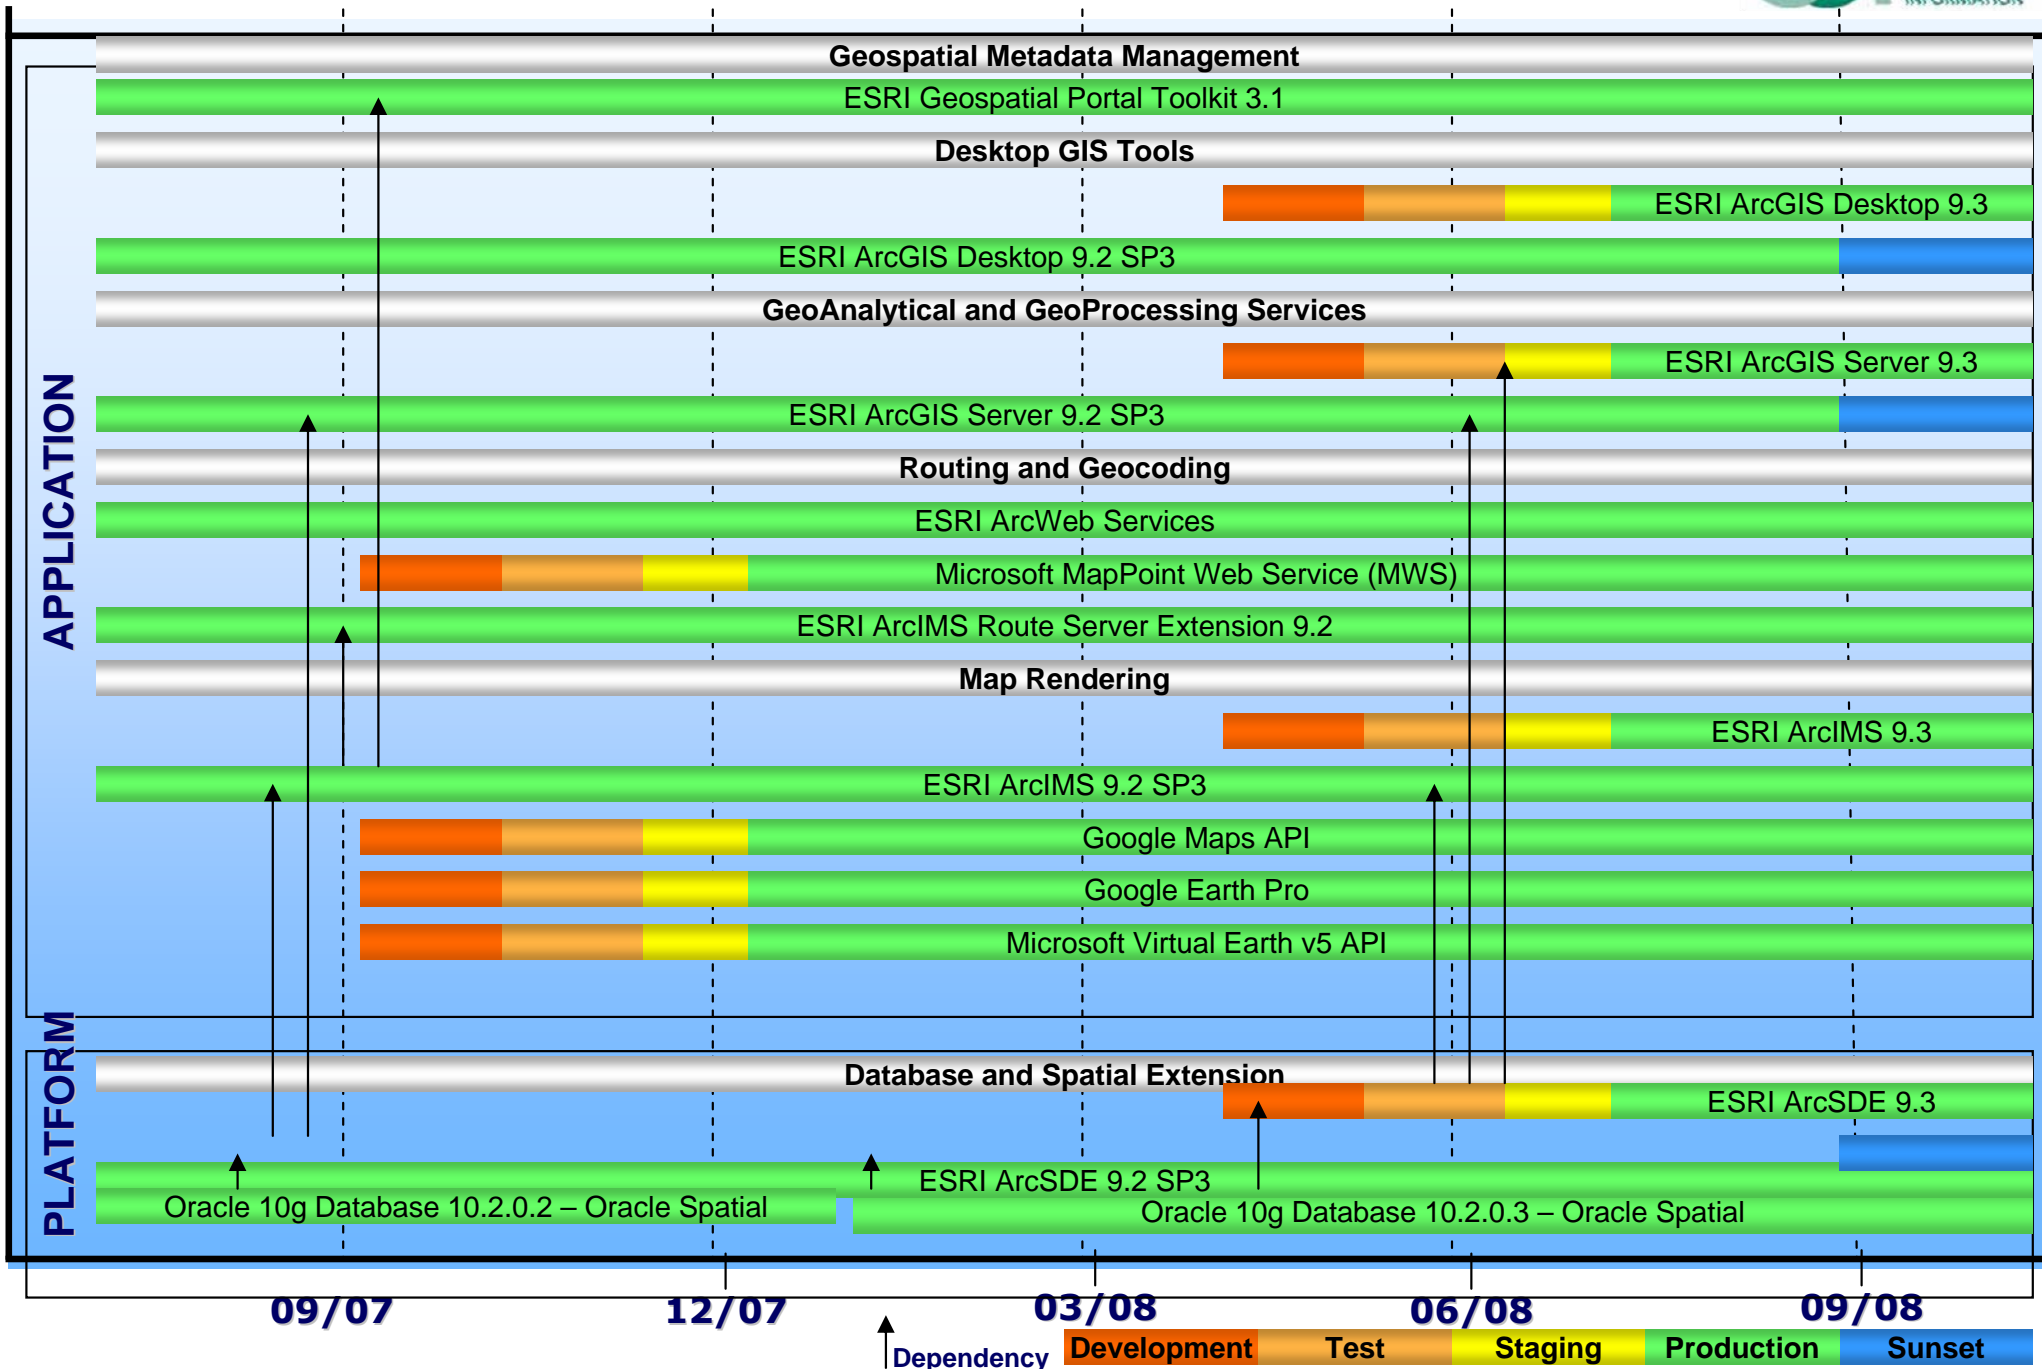 INFORMATION
Geospatial Metadata Management
ESRI Geospatial Portal Toolkit 3.1
Desktop GIS Tools
ESRI ArcGIS Desktop 9.3
ESRI ArcGIS Desktop 9.2 SP3
GeoAnalytical and GeoProcessing Services
ESRI ArcGIS Server 9.3
ESRI ArcGIS Server 9.2 SP3
Routing and Geocoding
ESRI ArcWeb Services
Microsoft MapPoint Web Service (MWS)
ESRI ArcIMS Route Server Extension 9.2
Map Rendering
ESRI ArcIMS 9.3
ESRI ArcIMS 9.2 SP3
Google Maps API
Google Earth Pro
Microsoft Virtual Earth v5 API
APPLICATION
Database and Spatial Extension
ESRI ArcSDE 9.3
ESRI ArcSDE 9.2 SP3
Oracle 10g Database 10.2.0.2 – Oracle Spatial
Oracle 10g Database 10.2.0.3 – Oracle Spatial
PLATFORM
09/07 12/07 03/08 06/08 09/08
Dependency Development Test Staging Production Sunset